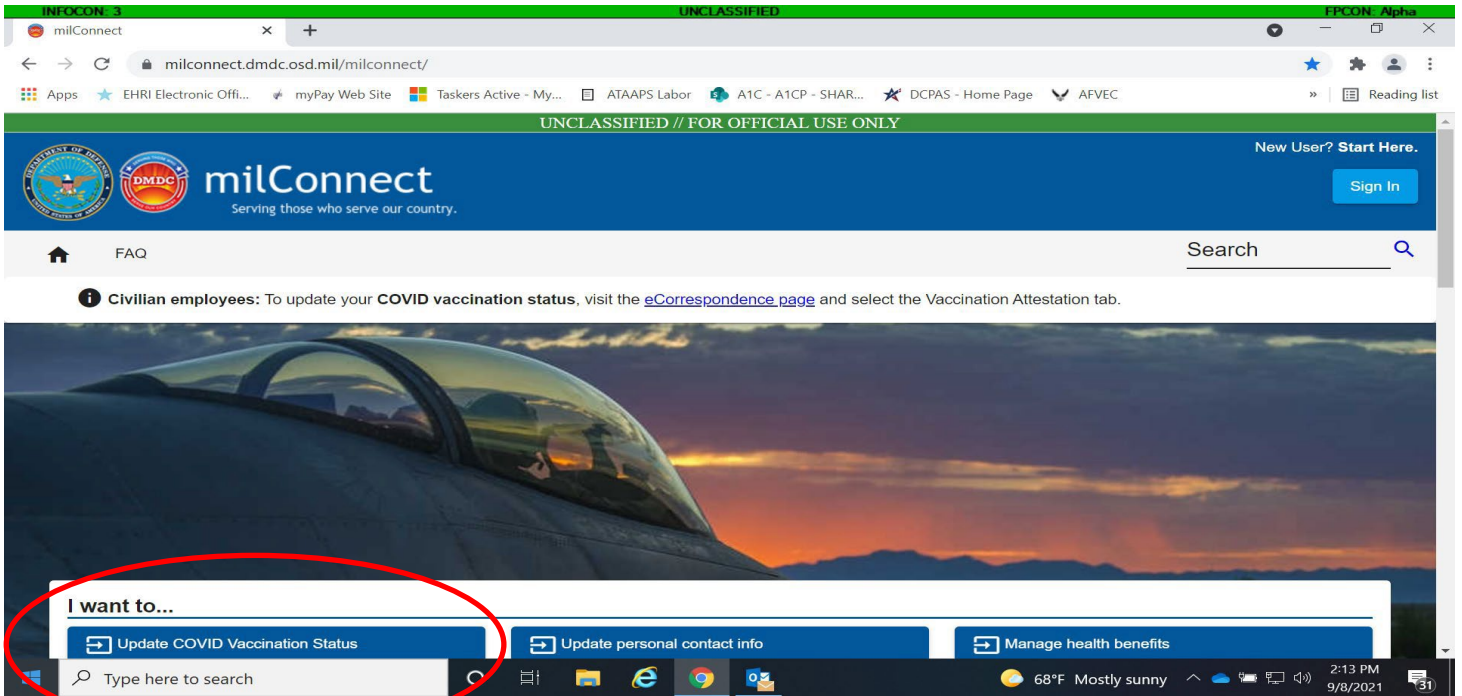 INFOCON: 3 UNCLASSIFIED FPCON: Alpha
milConnect
milconnect.dmdc.osd.mil/milconnect/
Apps EHRI Electronic Offi... myPay Web Site Taskers Active - My... ATAAPS Labor A1C - A1CP - SHAR... DCPAS - Home Page AFVEC » Reading list
UNCLASSIFIED // FOR OFFICIAL USE ONLY
New User? Start Here.
DMDC
milConnect
Sign In
Serving those who serve our country.
FAQ
Search
Civilian employees: To update your COVID vaccination status, visit the eCorrespondence page and select the Vaccination Attestation tab.
I want to...
Update COVID Vaccination Status Update personal contact info Manage health benefits
Type here to search 68°F Mostly sunny 2:13 PM
9/8/2021 31